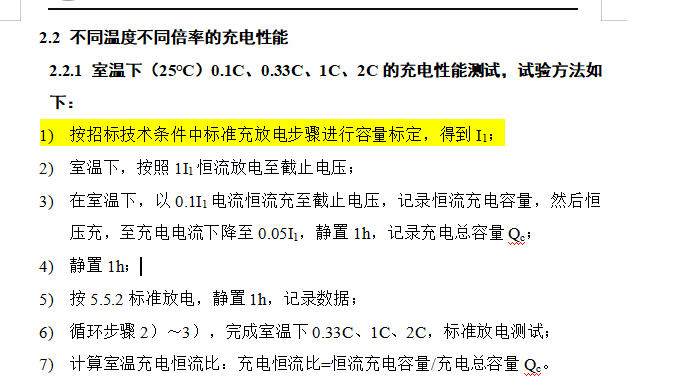 2.2 不同温度不同倍率的充电性能
2.2.1 室温下（25℃）0.1C、0.33C、1C、2C 的充电性能测试，试验方法如
下：
1) 按招标技术条件中标准充放电步骤进行容量标定，得到 I₁；
2) 室温下，按照 1I₁ 恒流放电至截止电压；
3) 在室温下，以 0.1I₁ 电流恒流充至截止电压，记录恒流充电容量，然后恒
压充，至充电电流下降至 0.05I₁，静置 1h，记录充电总容量 Qc；
4) 静置 1h；
5) 按 5.5.2 标准放电，静置 1h，记录数据；
6) 循环步骤 2）～3），完成室温下 0.33C、1C、2C，标准放电测试；
7) 计算室温充电恒流比：充电恒流比=恒流充电容量/充电总容量 Qc。